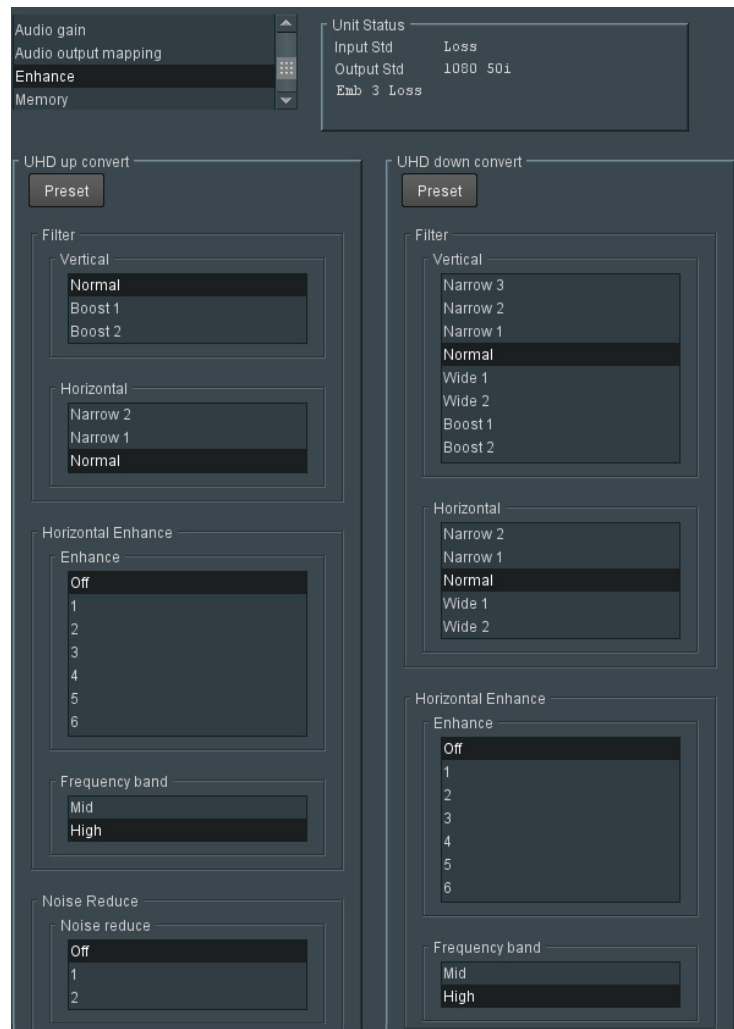 Audio gain
Audio output mapping
Enhance
Memory
Unit Status
Input Std Loss
Output Std 1080 50i
Emb 3 Loss
UHD up convert
Preset
Filter
Vertical
Normal
Boost 1
Boost 2
Horizontal
Narrow 2
Narrow 1
Normal
Horizontal Enhance
Enhance
Off
1
2
3
4
5
6
Frequency band
Mid
High
Noise Reduce
Noise reduce
Off
1
2
UHD down convert
Preset
Filter
Vertical
Narrow 3
Narrow 2
Narrow 1
Normal
Wide 1
Wide 2
Boost 1
Boost 2
Horizontal
Narrow 2
Narrow 1
Normal
Wide 1
Wide 2
Horizontal Enhance
Enhance
Off
1
2
3
4
5
6
Frequency band
Mid
High